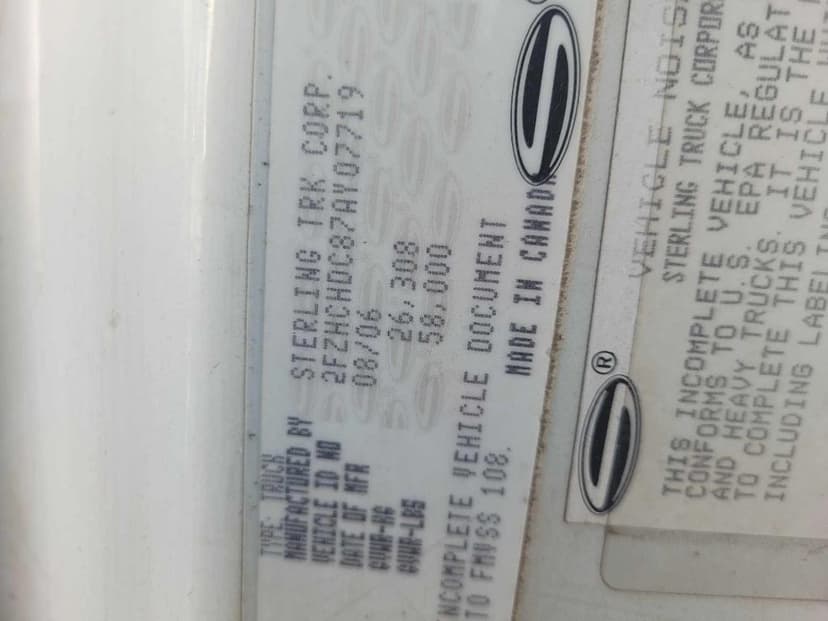 TYPE: TRUCK
MANUFACTURED BY STERLING TRK CORP.
VEHICLE ID NO 2FZHCHDC87AY07719
DATE OF MFR 08/06
GVWR-KG 26,308
GVWR-LBS 58,000
INCOMPLETE VEHICLE DOCUMENT
TO FMVSS 108.
MADE IN CANADA
®
VEHICLE NOIS
STERLING TRUCK CORPOR
THIS INCOMPLETE VEHICLE, AS
CONFORMS TO U.S. EPA REGULAT
AND HEAVY TRUCKS. IT IS THE
TO COMPLETE THIS VEHICLE
INCLUDING LABELING